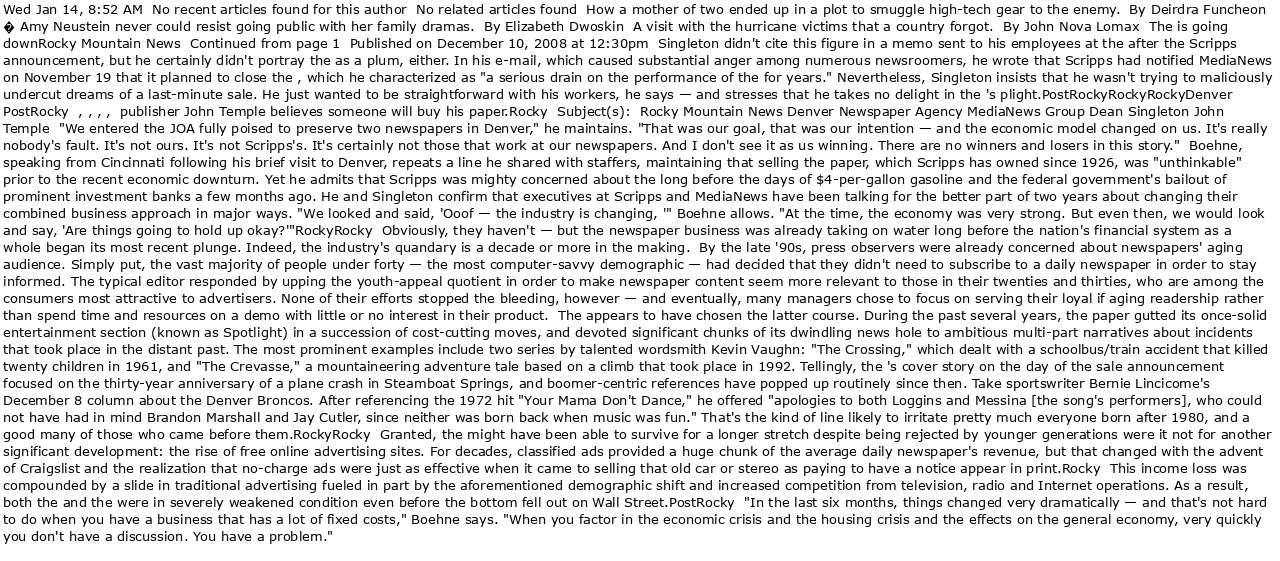 Wed Jan 14, 8:52 AM  No recent articles found for this author  No related articles found  How a mother of two ended up in a plot to smuggle high-tech gear to the enemy.  By Deirdra Funcheon
� Amy Neustein never could resist going public with her family dramas.  By Elizabeth Dwoskin  A visit with the hurricane victims that a country forgot.  By John Nova Lomax  The is going
downRocky Mountain News  Continued from page 1  Published on December 10, 2008 at 12:30pm  Singleton didn't cite this figure in a memo sent to his employees at the after the Scripps
announcement, but he certainly didn't portray the as a plum, either. In his e-mail, which caused substantial anger among numerous newsroomers, he wrote that Scripps had notified MediaNews
on November 19 that it planned to close the , which he characterized as "a serious drain on the performance of the for years." Nevertheless, Singleton insists that he wasn't trying to maliciously
undercut dreams of a last-minute sale. He just wanted to be straightforward with his workers, he says — and stresses that he takes no delight in the 's plight.PostRockyRockyRockyDenver
PostRocky  , , , ,  publisher John Temple believes someone will buy his paper.Rocky  Subject(s):  Rocky Mountain News Denver Newspaper Agency MediaNews Group Dean Singleton John
Temple  "We entered the JOA fully poised to preserve two newspapers in Denver," he maintains. "That was our goal, that was our intention — and the economic model changed on us. It's really
nobody's fault. It's not ours. It's not Scripps's. It's certainly not those that work at our newspapers. And I don't see it as us winning. There are no winners and losers in this story."  Boehne,
speaking from Cincinnati following his brief visit to Denver, repeats a line he shared with staffers, maintaining that selling the paper, which Scripps has owned since 1926, was "unthinkable"
prior to the recent economic downturn. Yet he admits that Scripps was mighty concerned about the long before the days of $4-per-gallon gasoline and the federal government's bailout of
prominent investment banks a few months ago. He and Singleton confirm that executives at Scripps and MediaNews have been talking for the better part of two years about changing their
combined business approach in major ways. "We looked and said, 'Ooof — the industry is changing, '" Boehne allows. "At the time, the economy was very strong. But even then, we would look
and say, 'Are things going to hold up okay?'"RockyRocky  Obviously, they haven't — but the newspaper business was already taking on water long before the nation's financial system as a
whole began its most recent plunge. Indeed, the industry's quandary is a decade or more in the making.  By the late '90s, press observers were already concerned about newspapers' aging
audience. Simply put, the vast majority of people under forty — the most computer-savvy demographic — had decided that they didn't need to subscribe to a daily newspaper in order to stay
informed. The typical editor responded by upping the youth-appeal quotient in order to make newspaper content seem more relevant to those in their twenties and thirties, who are among the
consumers most attractive to advertisers. None of their efforts stopped the bleeding, however — and eventually, many managers chose to focus on serving their loyal if aging readership rather
than spend time and resources on a demo with little or no interest in their product.  The appears to have chosen the latter course. During the past several years, the paper gutted its once-solid
entertainment section (known as Spotlight) in a succession of cost-cutting moves, and devoted significant chunks of its dwindling news hole to ambitious multi-part narratives about incidents
that took place in the distant past. The most prominent examples include two series by talented wordsmith Kevin Vaughn: "The Crossing," which dealt with a schoolbus/train accident that killed
twenty children in 1961, and "The Crevasse," a mountaineering adventure tale based on a climb that took place in 1992. Tellingly, the 's cover story on the day of the sale announcement
focused on the thirty-year anniversary of a plane crash in Steamboat Springs, and boomer-centric references have popped up routinely since then. Take sportswriter Bernie Lincicome's
December 8 column about the Denver Broncos. After referencing the 1972 hit "Your Mama Don't Dance," he offered "apologies to both Loggins and Messina [the song's performers], who could
not have had in mind Brandon Marshall and Jay Cutler, since neither was born back when music was fun." That's the kind of line likely to irritate pretty much everyone born after 1980, and a
good many of those who came before them.RockyRocky  Granted, the might have been able to survive for a longer stretch despite being rejected by younger generations were it not for another
significant development: the rise of free online advertising sites. For decades, classified ads provided a huge chunk of the average daily newspaper's revenue, but that changed with the advent
of Craigslist and the realization that no-charge ads were just as effective when it came to selling that old car or stereo as paying to have a notice appear in print.Rocky  This income loss was
compounded by a slide in traditional advertising fueled in part by the aforementioned demographic shift and increased competition from television, radio and Internet operations. As a result,
both the and the were in severely weakened condition even before the bottom fell out on Wall Street.PostRocky  "In the last six months, things changed very dramatically — and that's not hard
to do when you have a business that has a lot of fixed costs," Boehne says. "When you factor in the economic crisis and the housing crisis and the effects on the general economy, very quickly
you don't have a discussion. You have a problem."